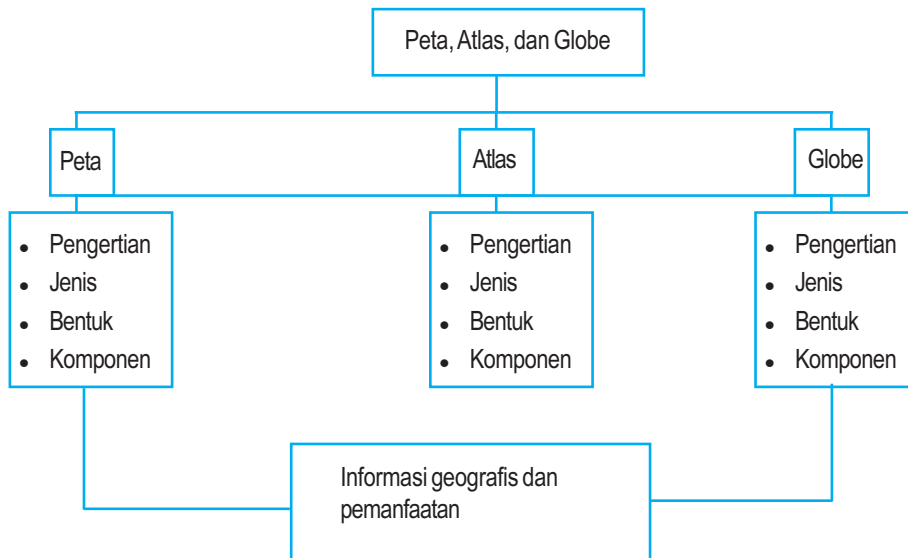 Peta, Atlas, dan Globe
Peta
Atlas
Globe
• Pengertian
• Jenis
• Bentuk
• Komponen
• Pengertian
• Jenis
• Bentuk
• Komponen
• Pengertian
• Jenis
• Bentuk
• Komponen
Informasi geografis dan
pemanfaatan